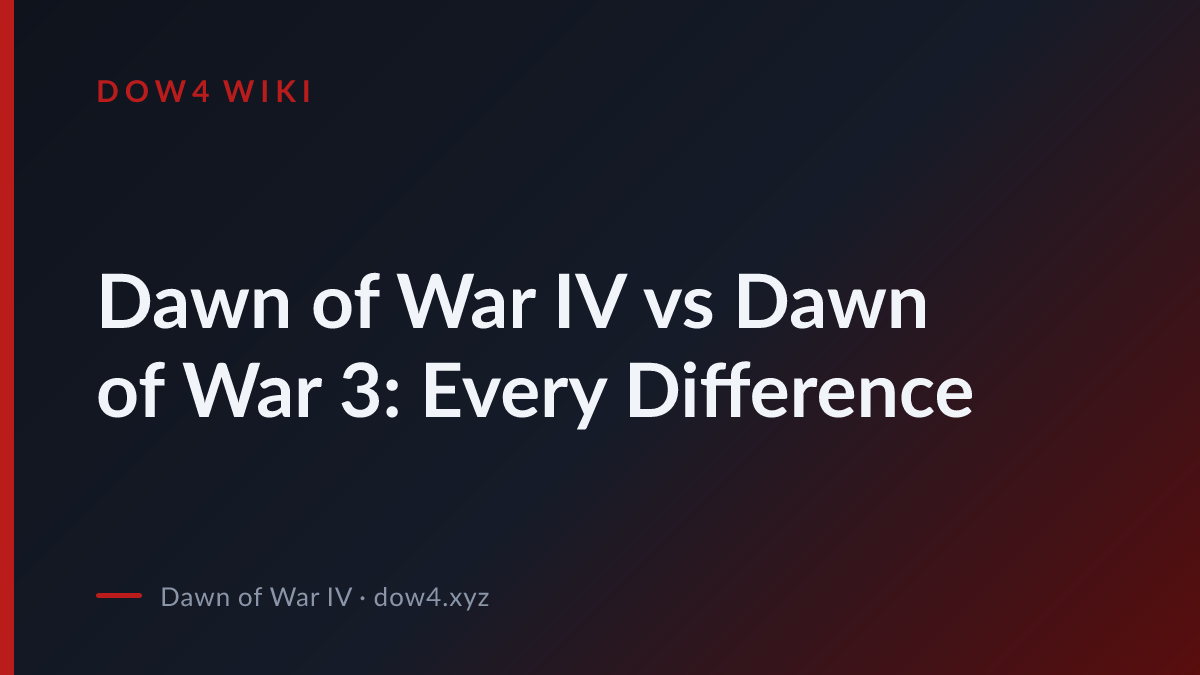 DOW4 WIKI
Dawn of War IV vs Dawn
of War 3: Every Difference
Dawn of War IV · dow4.xyz